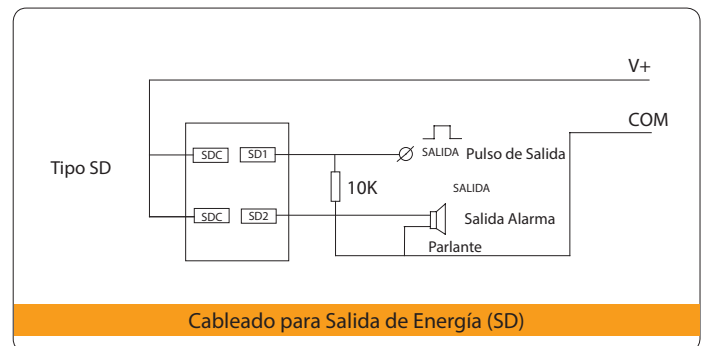 V+
COM
Tipo SD
SDC SD1
SALIDA Pulso de Salida
10K
SALIDA
SDC SD2
Salida Alarma
Parlante
Cableado para Salida de Energía (SD)